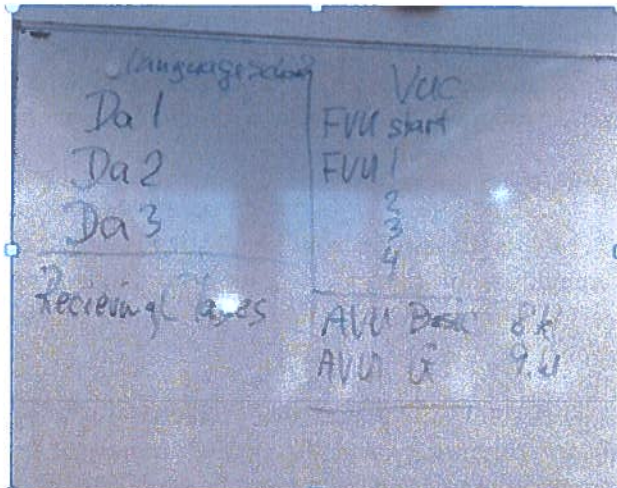 Languageschool
Da 1
Da 2
Da 3
Recieving Classes
VUC
FVU start
FVU 1
2
3
4
AVU Basic 8 kl
AVU G 9.kl